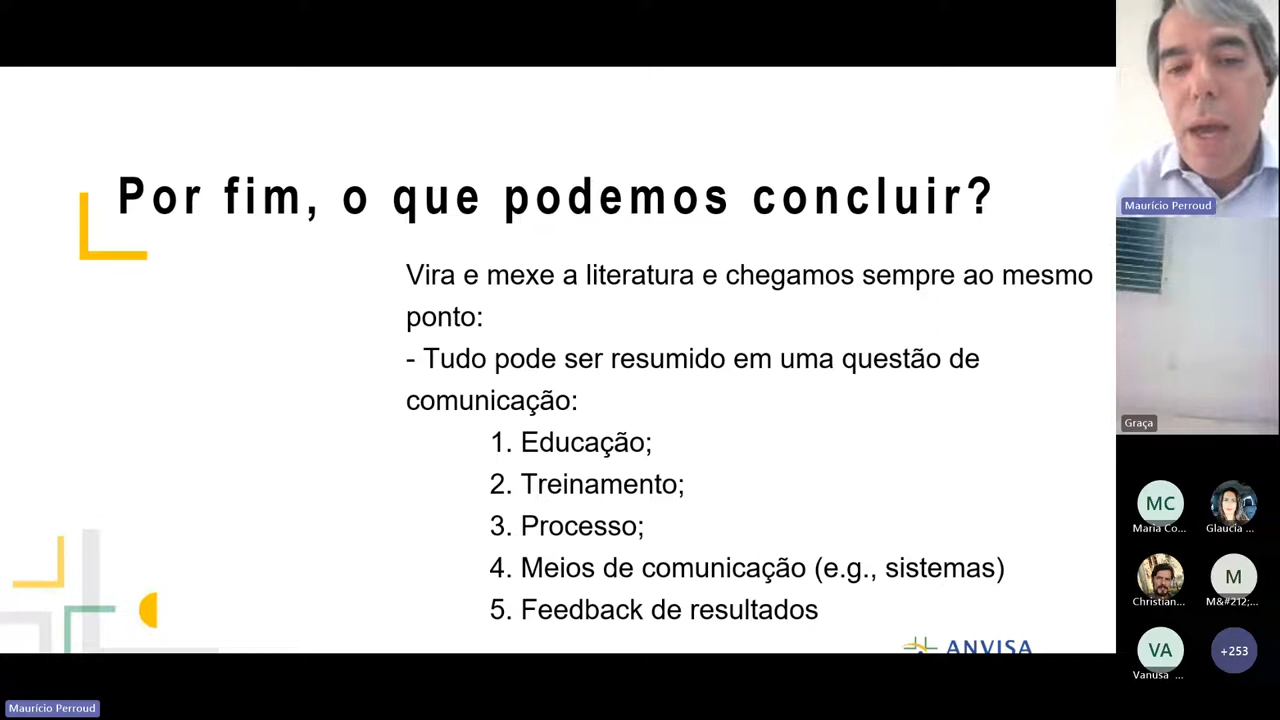 Por fim, o que podemos concluir?
Vira e mexe a literatura e chegamos sempre ao mesmo
ponto:
- Tudo pode ser resumido em uma questão de
comunicação:
1. Educação;
2. Treinamento;
3. Processo;
4. Meios de comunicação (e.g., sistemas)
5. Feedback de resultados
ANVISA
Maurício Perroud
Graça
MC
Maria Co...
Glaucia ...
Christian...
M
M&#212;...
VA
Vanusa ...
+253
Maurício Perroud